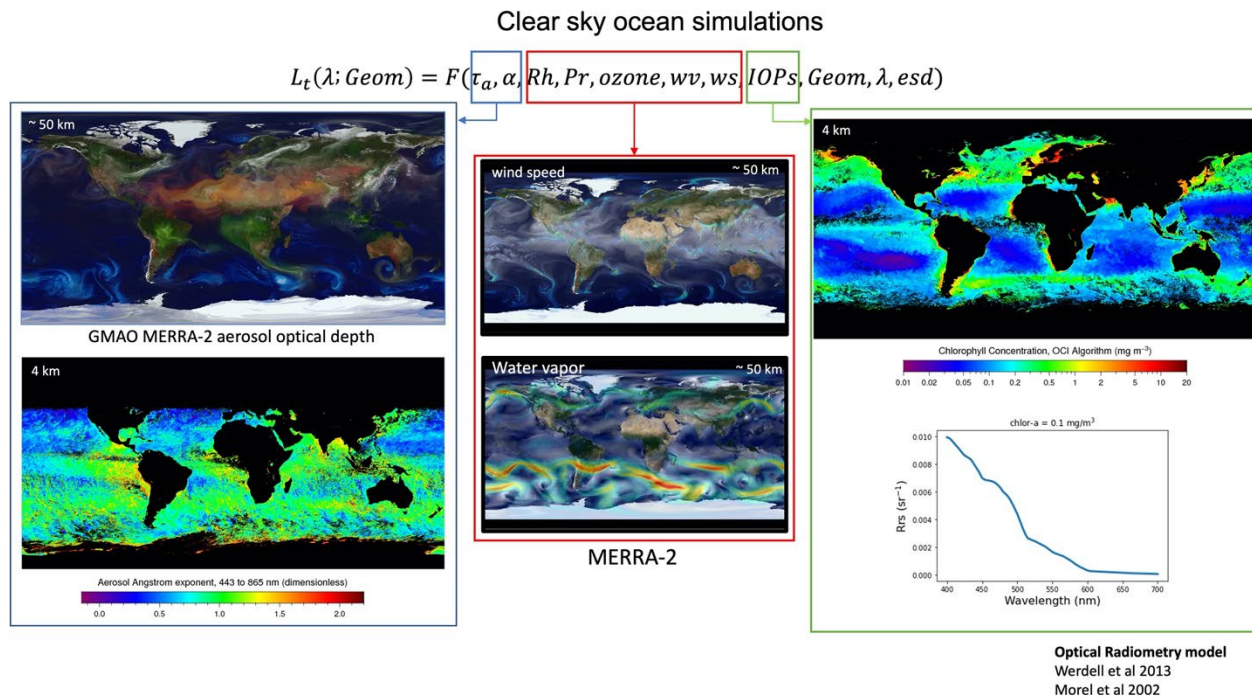 Clear sky ocean simulations
L_t(λ; Geom) = F(τ_a, α, Rh, Pr, ozone, wv, ws, IOPs, Geom, λ, esd)
~ 50 km
GMAO MERRA-2 aerosol optical depth
4 km
Aerosol Angstrom exponent, 443 to 865 nm (dimensionless)
0.0 0.5 1.0 1.5 2.0
wind speed ~ 50 km
Water vapor ~ 50 km
MERRA-2
4 km
Chlorophyll Concentration, OCI Algorithm (mg m⁻³)
0.01 0.02 0.05 0.1 0.2 0.5 1 2 5 10 20
chlor-a = 0.1 mg/m³
Rrs (sr⁻¹)
0.010
0.008
0.006
0.004
0.002
0.000
400 450 500 550 600 650 700
Wavelength (nm)
Optical Radiometry model
Werdell et al 2013
Morel et al 2002